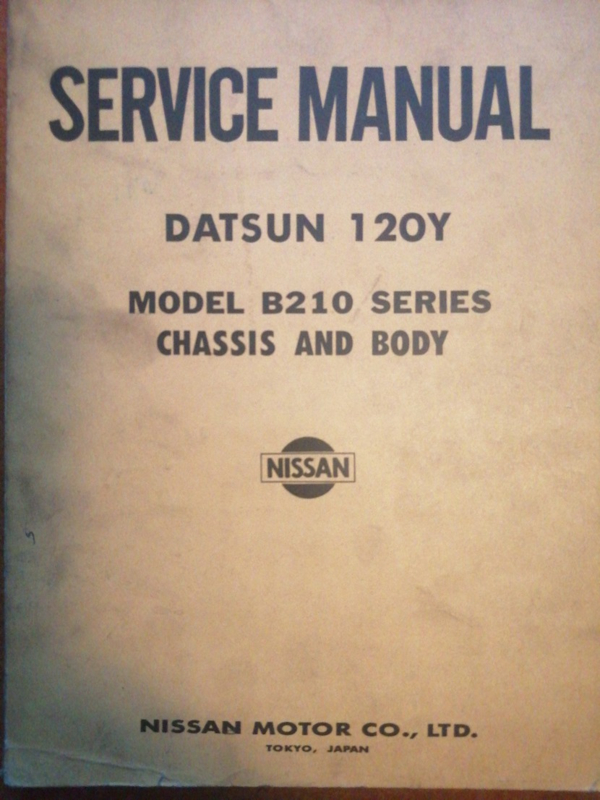 SERVICE MANUAL
DATSUN 120Y
MODEL B210 SERIES
CHASSIS AND BODY
NISSAN
NISSAN MOTOR CO., LTD.
TOKYO, JAPAN